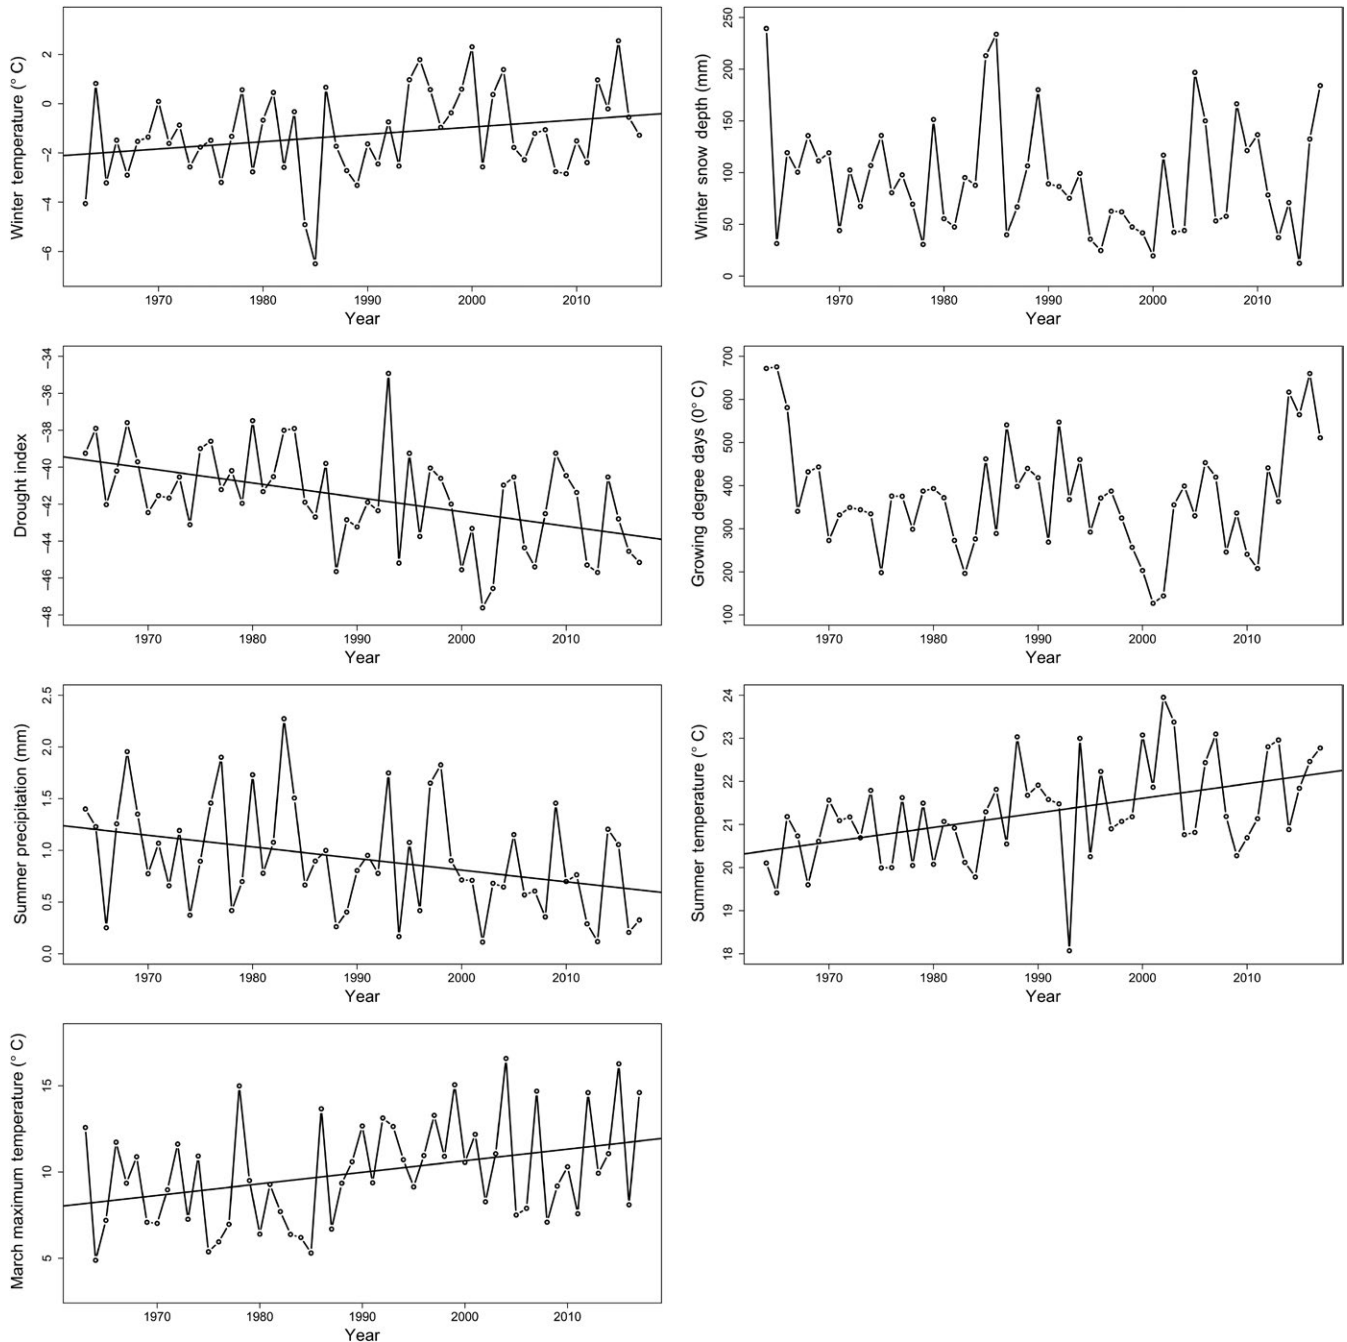 Winter temperature (° C)
2
0
−2
−4
−6
1970 1980 1990 2000 2010
Year
Winter snow depth (mm)
250
200
150
100
50
0
1970 1980 1990 2000 2010
Year
Drought index
−34
−36
−38
−40
−42
−44
−46
−48
1970 1980 1990 2000 2010
Year
Growing degree days (0° C)
700
600
500
400
300
200
100
1970 1980 1990 2000 2010
Year
Summer precipitation (mm)
2.5
2.0
1.5
1.0
0.5
0.0
1970 1980 1990 2000 2010
Year
Summer temperature (° C)
24
23
22
21
20
19
18
1970 1980 1990 2000 2010
Year
March maximum temperature (° C)
15
10
5
1970 1980 1990 2000 2010
Year